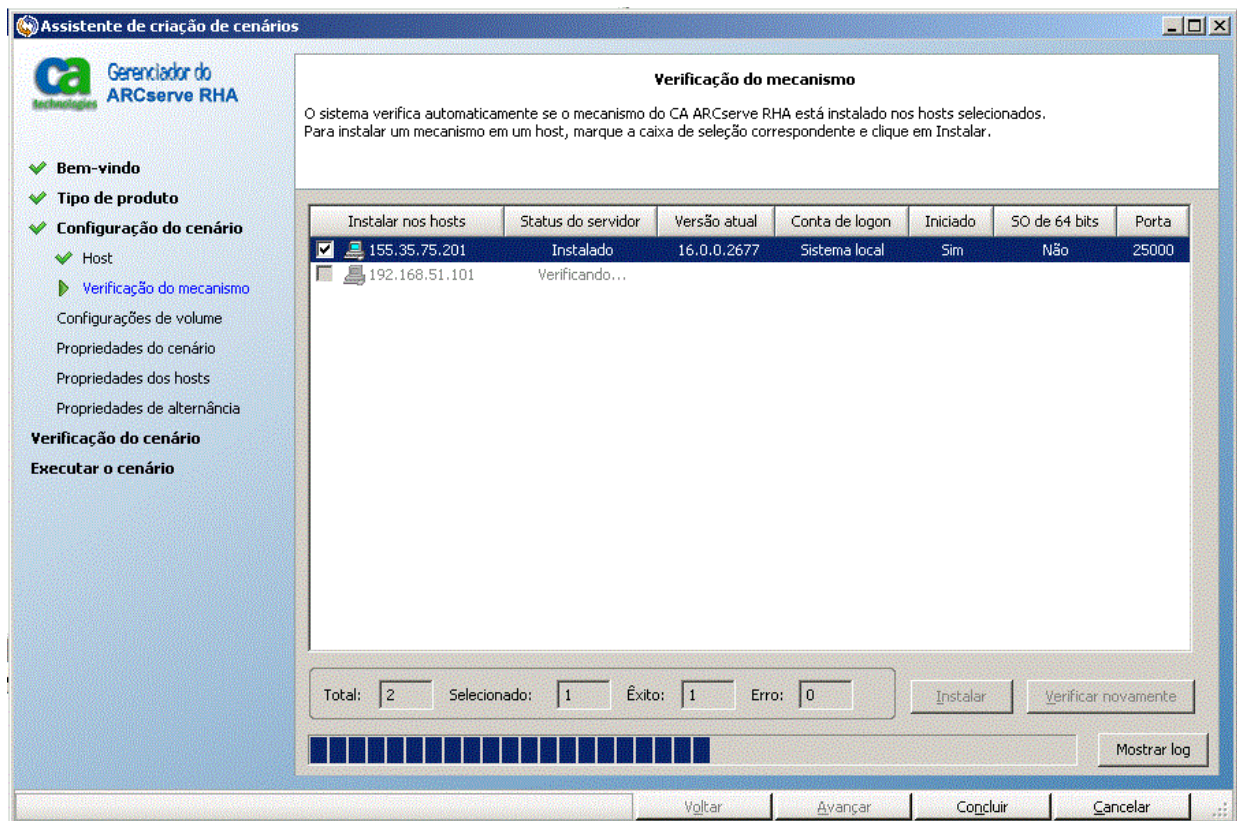 Assistente de criação de cenários
ca
technologies
Gerenciador do
ARCserve RHA
Bem-vindo
Tipo de produto
Configuração do cenário
Host
Verificação do mecanismo
Configurações de volume
Propriedades do cenário
Propriedades dos hosts
Propriedades de alternância
Verificação do cenário
Executar o cenário
Verificação do mecanismo
O sistema verifica automaticamente se o mecanismo do CA ARCserve RHA está instalado nos hosts selecionados.
Para instalar um mecanismo em um host, marque a caixa de seleção correspondente e clique em Instalar.
Instalar nos hosts Status do servidor Versão atual Conta de logon Iniciado SO de 64 bits Porta
155.35.75.201 Instalado 16.0.0.2677 Sistema local Sim Não 25000
192.168.51.101 Verificando...
Total: 2 Selecionado: 1 Êxito: 1 Erro: 0 Instalar Verificar novamente
Mostrar log
Voltar Avançar Concluir Cancelar